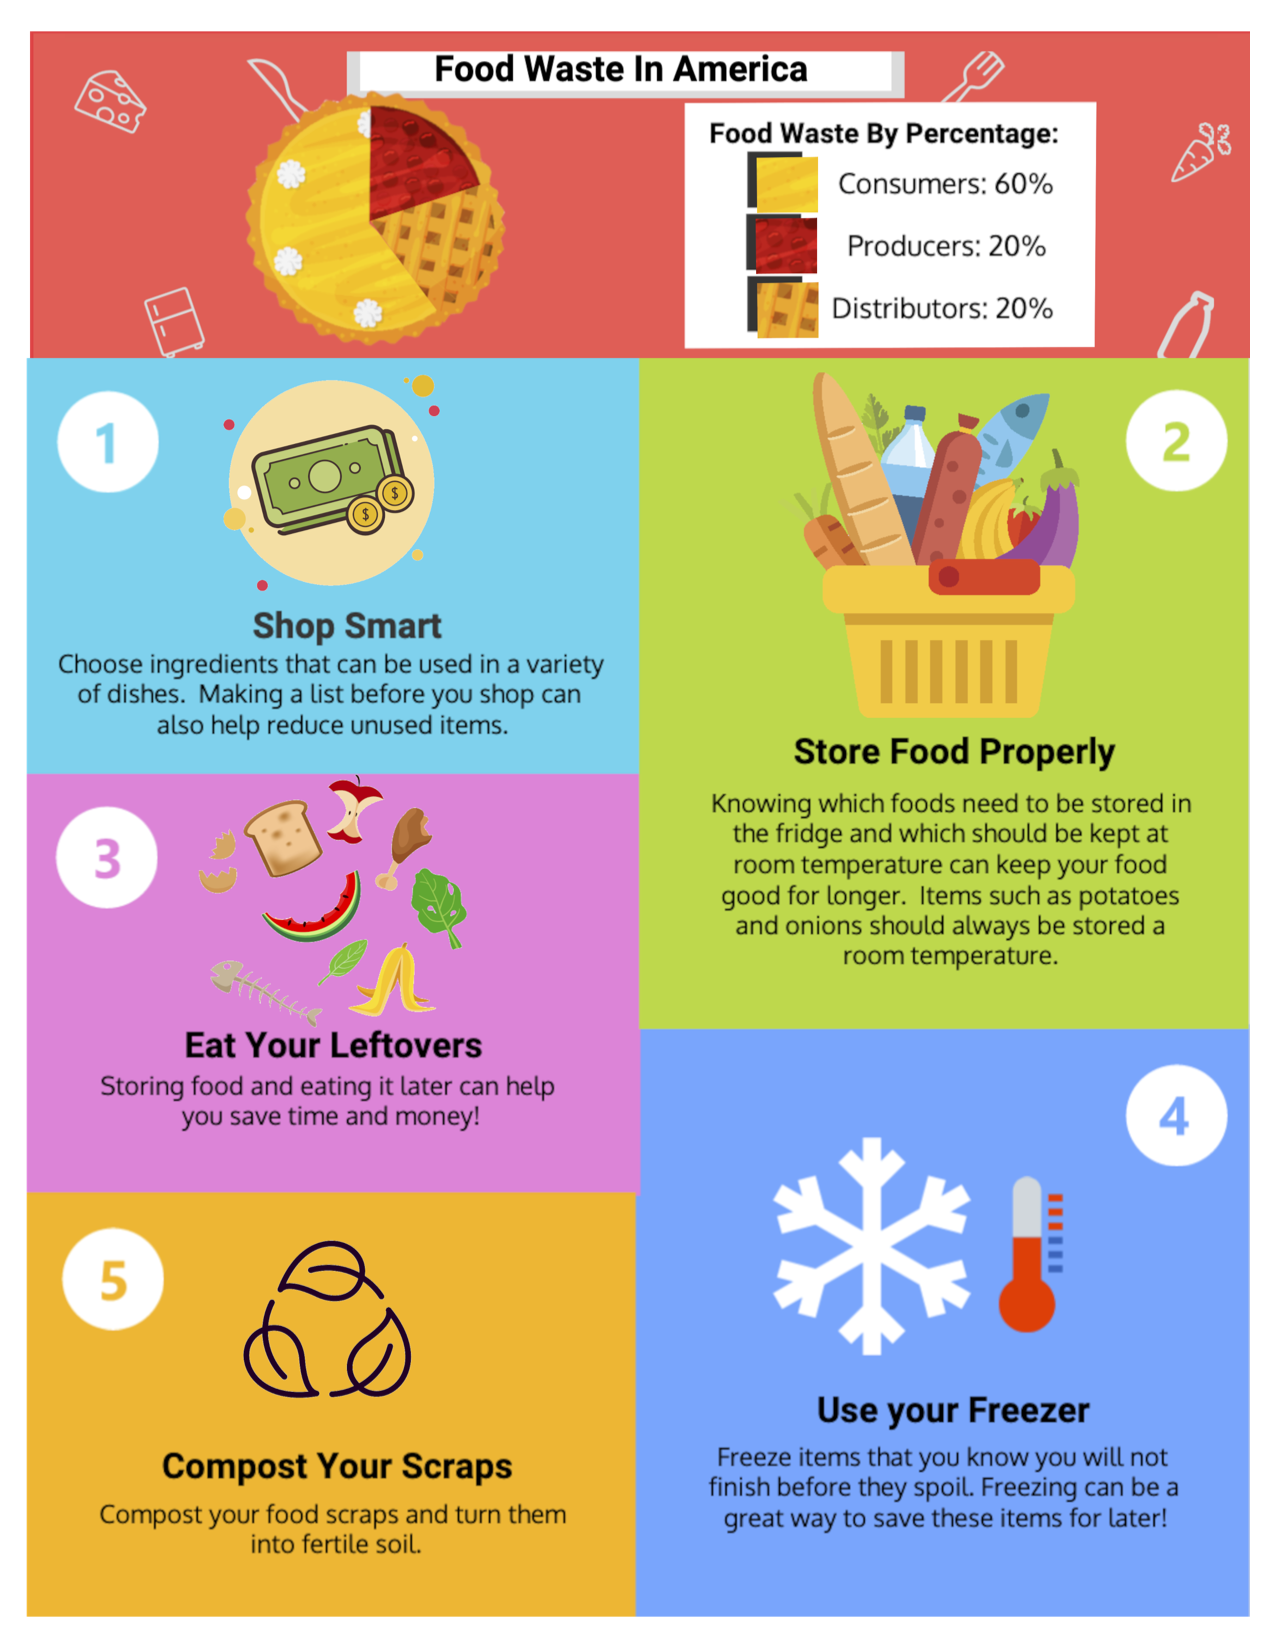 Food Waste In America
Food Waste By Percentage:
Consumers: 60%
Producers: 20%
Distributors: 20%
1
$
$
Shop Smart
Choose ingredients that can be used in a variety
of dishes.  Making a list before you shop can
also help reduce unused items.
2
Store Food Properly
Knowing which foods need to be stored in
the fridge and which should be kept at
room temperature can keep your food
good for longer.  Items such as potatoes
and onions should always be stored a
room temperature.
3
Eat Your Leftovers
Storing food and eating it later can help
you save time and money!
4
Use your Freezer
Freeze items that you know you will not
finish before they spoil. Freezing can be a
great way to save these items for later!
5
Compost Your Scraps
Compost your food scraps and turn them
into fertile soil.